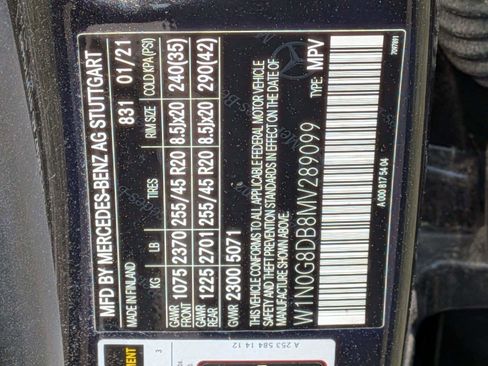 MFD BY MERCEDES-BENZ AG STUTTGART
MADE IN FINLAND 831 01/21
KG LB TIRES RIM SIZE COLD (KPA/PSI)
GAWR FRONT 1075 2370 255/45 R20 8.5Jx20 240(35)
GAWR REAR 1225 2701 255/45 R20 8.5Jx20 290(42)
GVWR 2300 5071
THIS VEHICLE CONFORMS TO ALL APPLICABLE FEDERAL MOTOR VEHICLE
SAFETY AND THEFT PREVENTION STANDARDS IN EFFECT ON THE DATE OF
MANUFACTURE SHOWN ABOVE.
W1N0G8DB8MV289099 TYPE: MPV
A 000 817 54 04
A 253 584 14 12
3